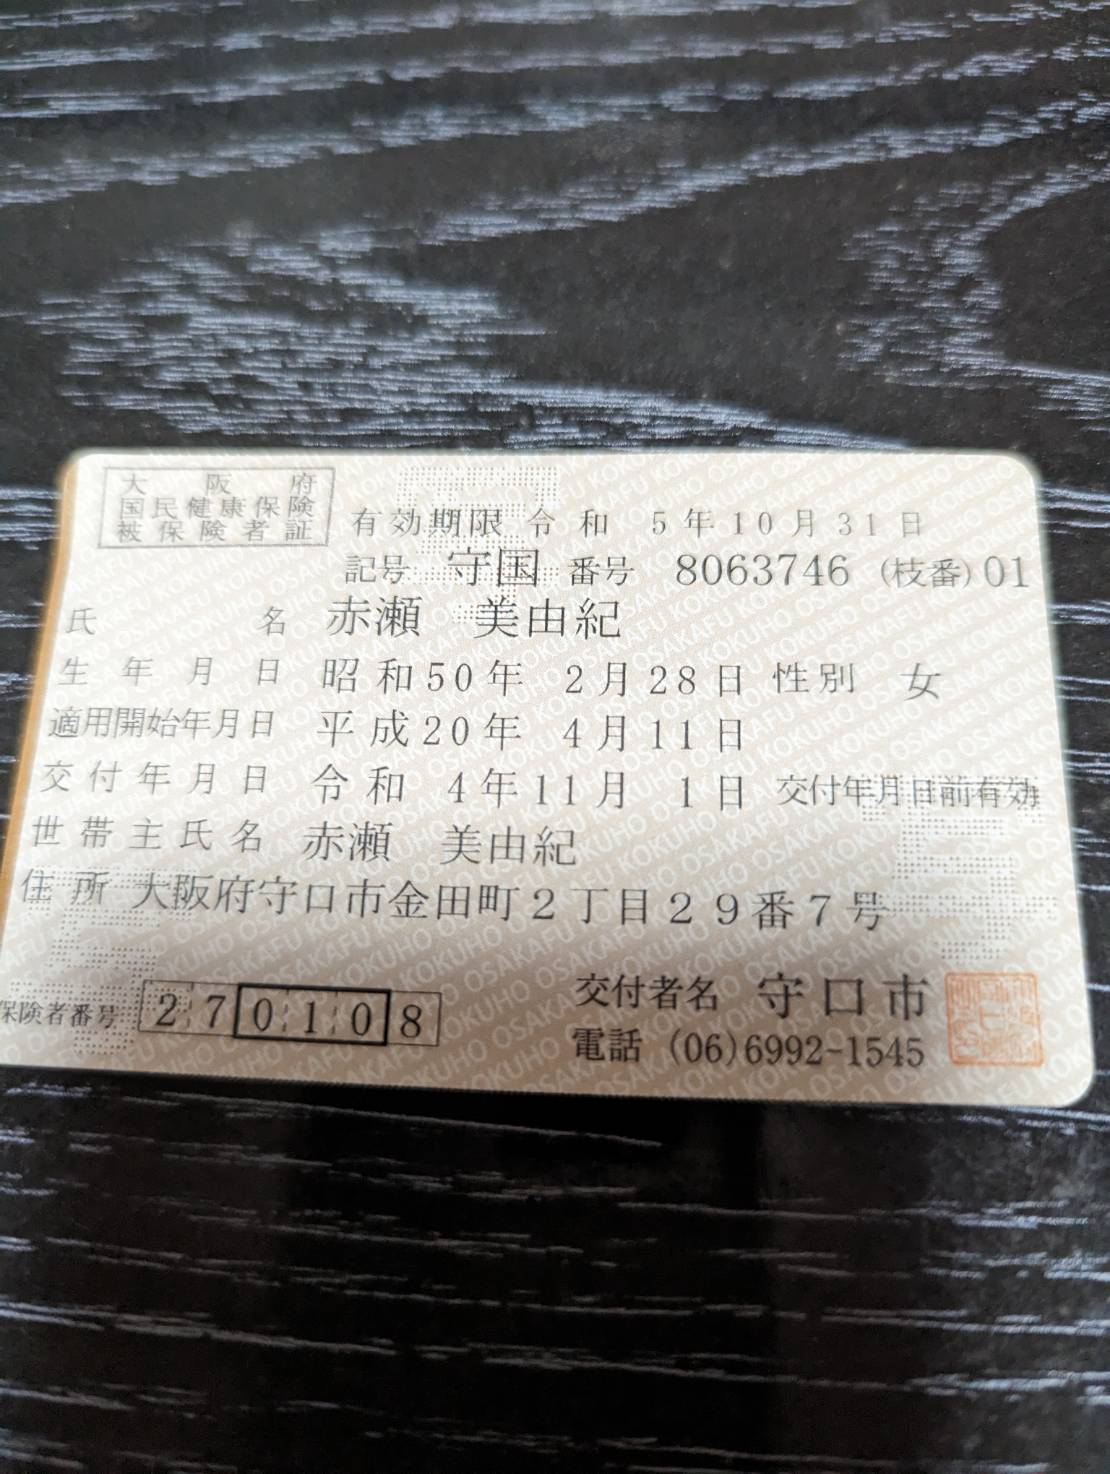 大阪府
国民健康保険
被保険者証
有効期限 令和 5年10月31日
記号 守国 番号 8063746 (枝番)01
氏名 赤瀬 美由紀
生年月日 昭和50年 2月28日 性別 女
適用開始年月日 平成20年 4月11日
交付年月日 令和 4年11月 1日 交付年月日前有効
世帯主氏名 赤瀬 美由紀
住所 大阪府守口市金田町2丁目29番7号
保険者番号 270108
交付者名 守口市
電話 (06)6992-1545